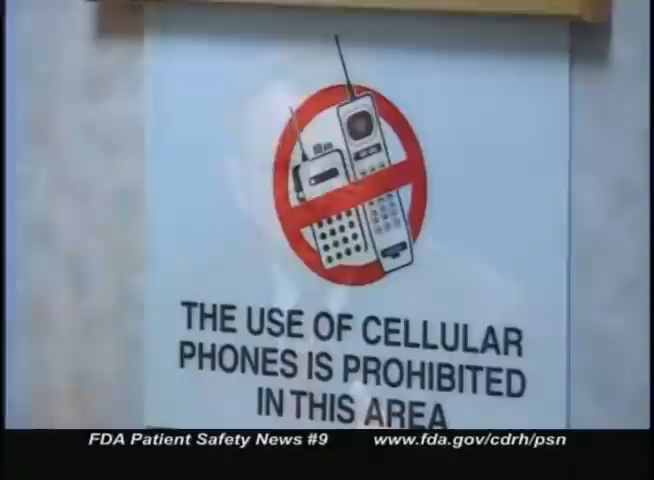 THE USE OF CELLULAR
PHONES IS PROHIBITED
IN THIS AREA
FDA Patient Safety News #9 www.fda.gov/cdrh/psn